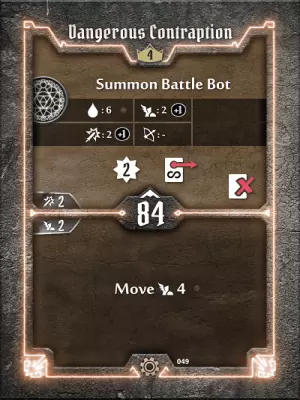 Dangerous Contraption
4
Summon Battle Bot
: 6 : 2 +1
: 2 +1 : -
2 S
84
2
2
Move 4
049